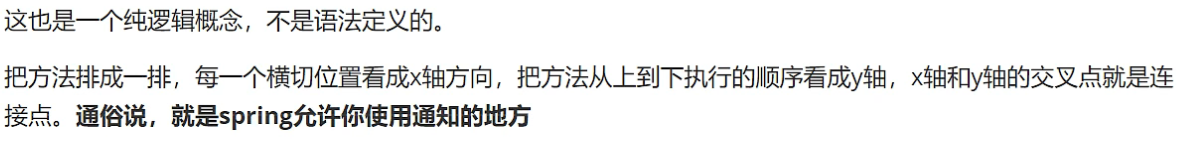 这也是一个纯逻辑概念，不是语法定义的。
把方法排成一排，每一个横切位置看成x轴方向，把方法从上到下执行的顺序看成y轴，x轴和y轴的交叉点就是连
接点。通俗说，就是spring允许你使用通知的地方